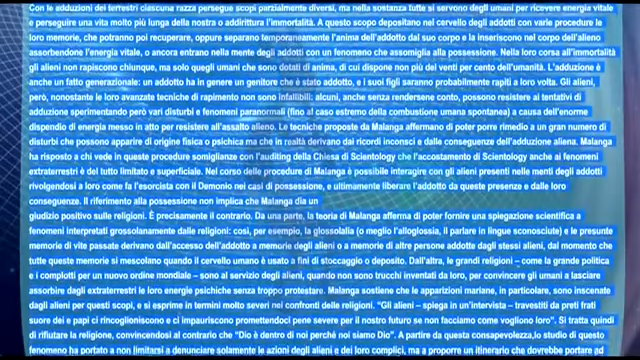 Con le adduzioni dei terrestri ciascuna razza persegue scopi parzialmente diversi, ma nella sostanza tutte si servono degli umani per ricevere energia vitale
e perseguire una vita molto più lunga della nostra o addirittura l'immortalità. A questo scopo depositano nel cervello degli addotti con varie procedure le
loro memorie, che potranno poi recuperare, oppure separano temporaneamente l'anima dell'addotto dal suo corpo e la inseriscono nel corpo dell'alieno
assorbendone l'energia vitale, o ancora entrano nella mente degli addotti con un fenomeno che assomiglia alla possessione. Nella loro corsa all'immortalità
gli alieni non rapiscono chiunque, ma solo quegli umani che sono dotati di anima, di cui dispone non più del venti per cento dell'umanità. L'adduzione è
anche un fatto generazionale: un addotto ha in genere un genitore che è stato addotto, e i suoi figli saranno probabilmente rapiti a loro volta. Gli alieni,
però, nonostante le loro avanzate tecniche di rapimento non sono infallibili: alcuni, anche senza rendersene conto, possono resistere ai tentativi di
adduzione sperimentando però vari disturbi e fenomeni paranormali (fino al caso estremo della combustione umana spontanea) a causa dell'enorme
dispendio di energia messo in atto per resistere all'assalto alieno. Le tecniche proposte da Malanga affermano di poter porre rimedio a un gran numero di
disturbi che possono apparire di origine fisica o psichica ma che in realtà derivano dai ricordi inconsci e dalle conseguenze dell'adduzione aliena. Malanga
ha risposto a chi vede in queste procedure somiglianze con l'auditing della Chiesa di Scientology che l'accostamento di Scientology anche ai fenomeni
extraterrestri è del tutto limitato e superficiale. Nel corso delle procedure di Malanga è possibile interagire con gli alieni presenti nelle menti degli addotti
rivolgendosi a loro come fa l'esorcista con il Demonio nei casi di possessione, e ultimamente liberare l'addotto da queste presenze e dalle loro
conseguenze. Il riferimento alla possessione non implica che Malanga dia un
giudizio positivo sulle religioni. È precisamente il contrario. Da una parte, la teoria di Malanga afferma di poter fornire una spiegazione scientifica a
fenomeni interpretati grossolanamente dalle religioni: così, per esempio, la glossolalia (o meglio l'alloglossia, il parlare in lingue sconosciute) e le presunte
memorie di vite passate derivano dall'accesso dell'addotto a memorie degli alieni o a memorie di altre persone addotte dagli stessi alieni, dal momento che
tutte queste memorie si mescolano quando il cervello umano è usato a fini di stoccaggio o deposito. Dall'altra, le grandi religioni – come la grande politica
e i complotti per un nuovo ordine mondiale – sono al servizio degli alieni, quando non sono trucchi inventati da loro, per convincere gli umani a lasciare
assorbire dagli extraterrestri le loro energie psichiche senza troppo protestare. Malanga sostiene che le apparizioni mariane, in particolare, sono inscenate
dagli alieni per questi scopi, e si esprime in termini molto severi nei confronti delle religioni. "Gli alieni – spiega in un'intervista – travestiti da preti frati
suore dei e papi ci rincoglioniscono e ci impauriscono promettendoci pene severe per il nostro futuro se non facciamo come vogliono loro". Si tratta quindi
di rifiutare la religione, convincendosi al contrario che "Dio è dentro di noi perché noi siamo Dio". A partire da questa consapevolezza,lo studio di questo
fenomeno ha portato a non limitarsi a denunciare solamente le azioni degli alieni e dei loro complici, ma a proporre un itinerario che dovrebbe portare gli